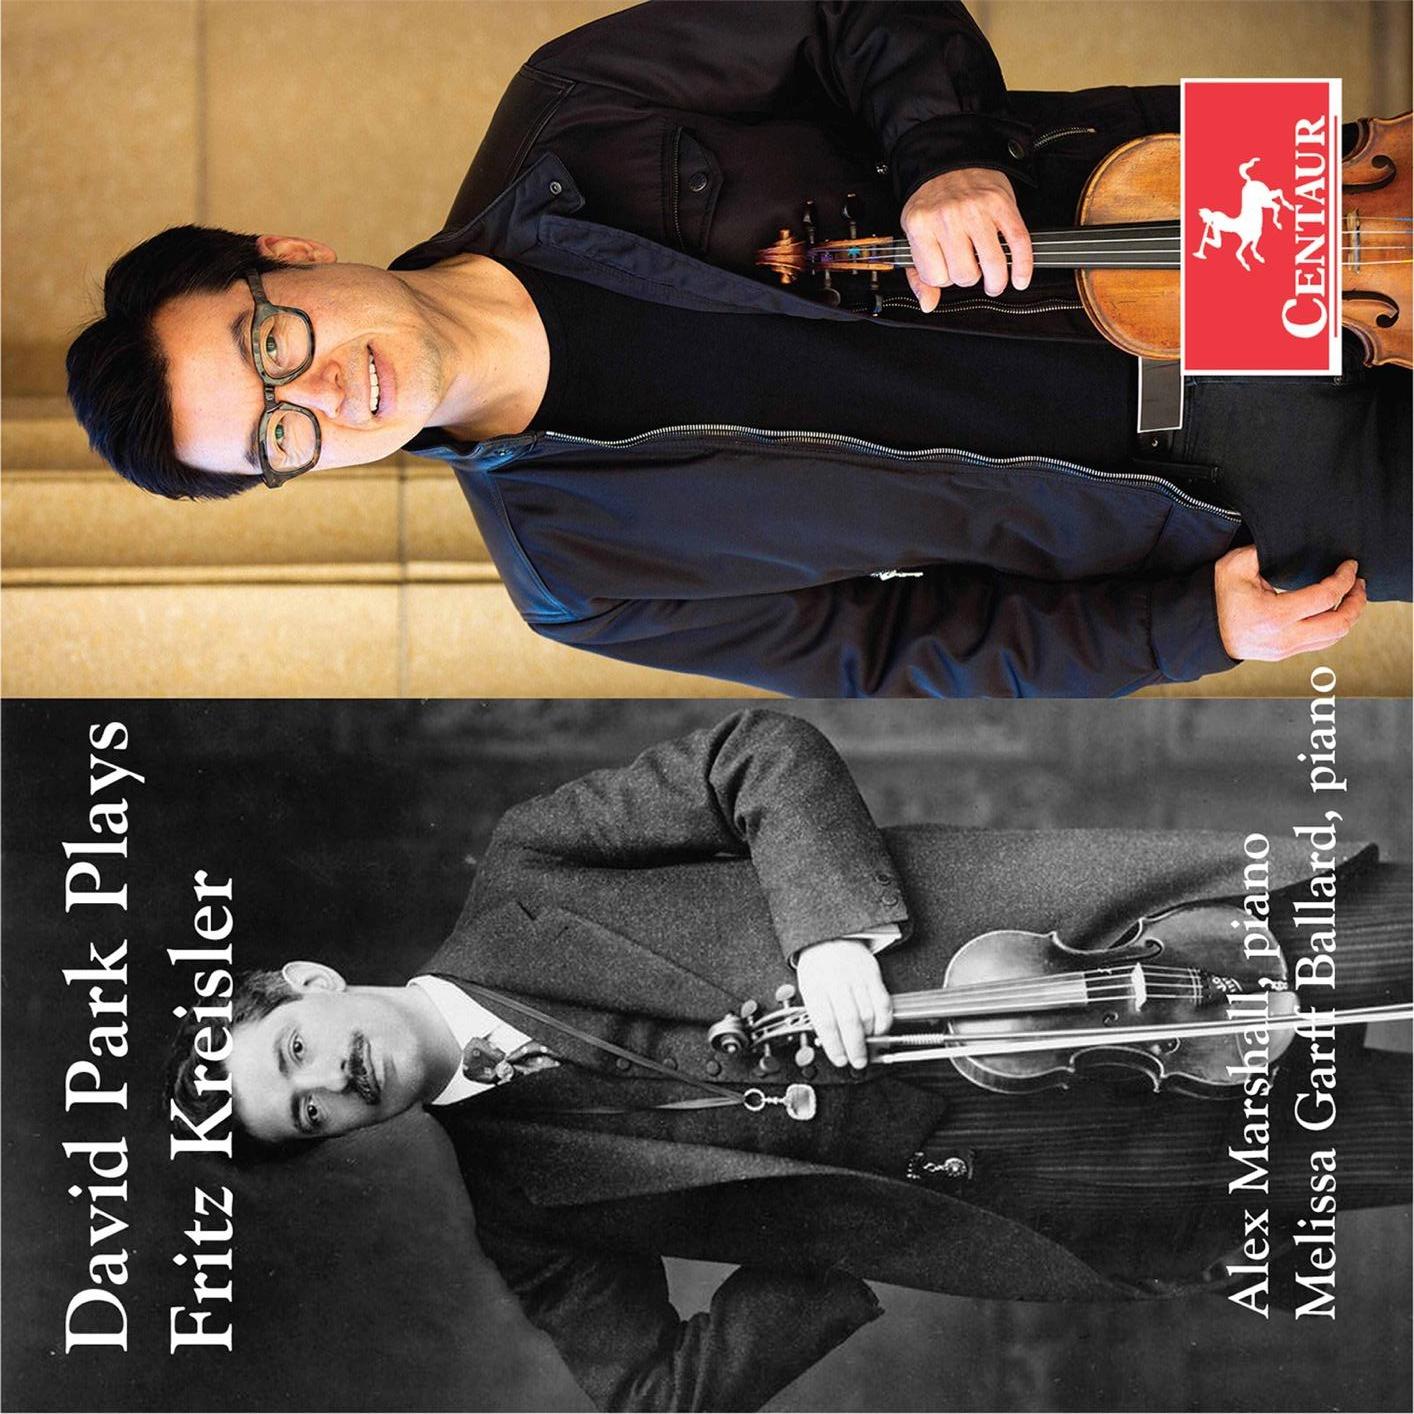 David Park Plays
Fritz Kreisler
Alex Marshall, piano
Melissa Garff Ballard, piano
CENTAUR